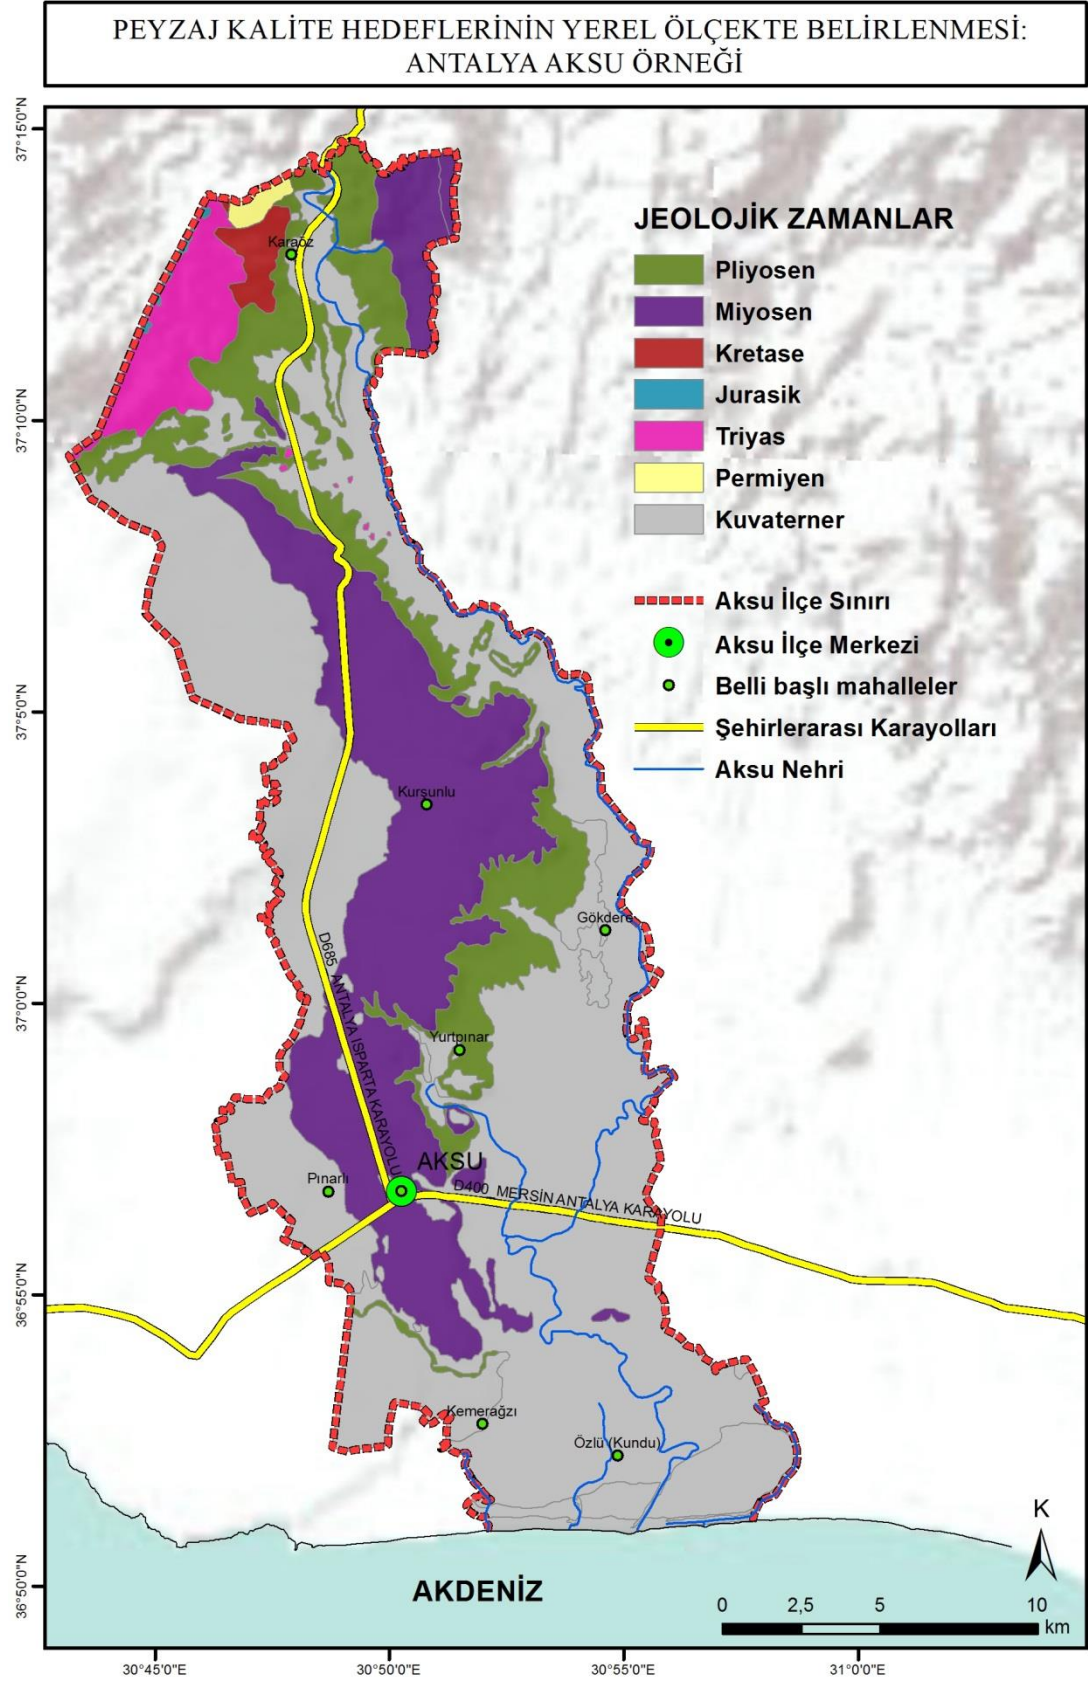 PEYZAJ KALİTE HEDEFLERİNİN YEREL ÖLÇEKTE BELİRLENMESİ:
ANTALYA AKSU ÖRNEĞİ
37°15'0"N
37°10'0"N
37°5'0"N
37°0'0"N
36°55'0"N
36°50'0"N
JEOLOJİK ZAMANLAR
Pliyosen
Miyosen
Kretase
Jurasik
Triyas
Permiyen
Kuvaterner
Aksu İlçe Sınırı
Aksu İlçe Merkezi
Belli başlı mahalleler
Şehirlerarası Karayolları
Aksu Nehri
Karaöz
Kurşunlu
Gökdere
D685 ANTALYA ISPARTA KARAYOLU
Yurtpınar
AKSU
Pınarlı
D400 MERSİN ANTALYA KARAYOLU
Kemerağzı
Özlü (Kundu)
AKDENİZ
K
0 2,5 5 10
km
30°45'0"E 30°50'0"E 30°55'0"E 31°0'0"E